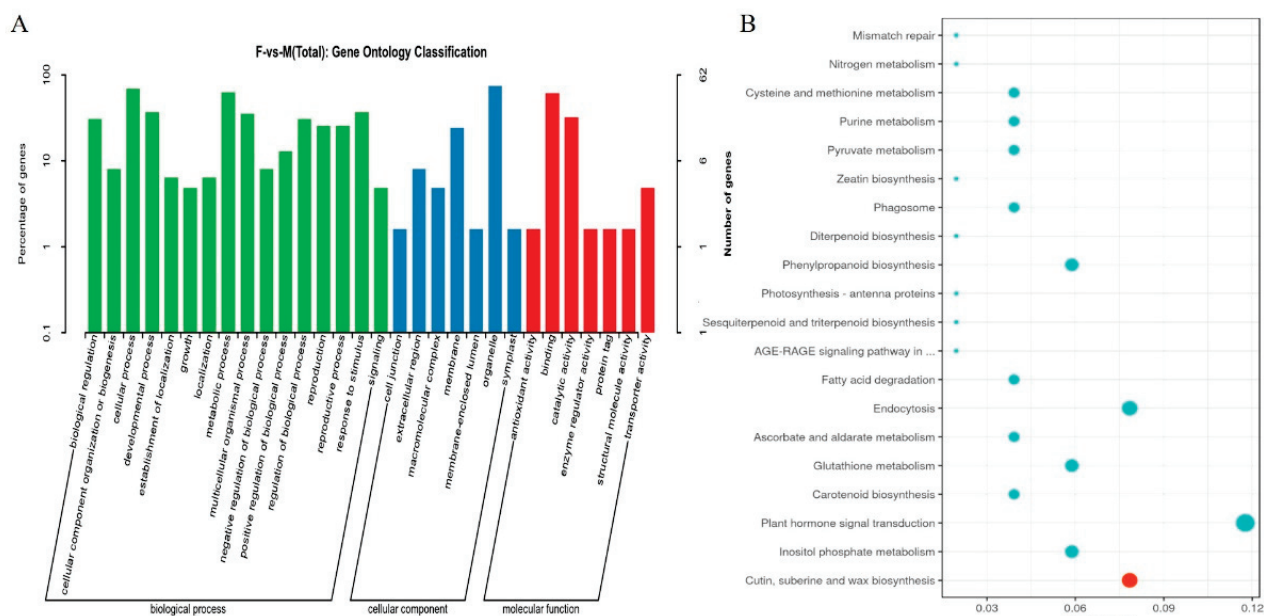 A
F-vs-M(Total): Gene Ontology Classification
Percentage of genes
100
10
1
0.1
62
6
1
1
Number of genes
biological regulation
cellular component organization or biogenesis
cellular process
developmental process
establishment of localization
growth
localization
metabolic process
multicellular organismal process
negative regulation of biological process
positive regulation of biological process
regulation of biological process
reproduction
reproductive process
response to stimulus
signaling
cell junction
extracellular region
macromolecular complex
membrane
membrane-enclosed lumen
organelle
symplast
antioxidant activity
binding
catalytic activity
enzyme regulator activity
protein tag
structural molecule activity
transporter activity
biological process
cellular component
molecular function
B
Mismatch repair
Nitrogen metabolism
Cysteine and methionine metabolism
Purine metabolism
Pyruvate metabolism
Zeatin biosynthesis
Phagosome
Diterpenoid biosynthesis
Phenylpropanoid biosynthesis
Photosynthesis - antenna proteins
Sesquiterpenoid and triterpenoid biosynthesis
AGE-RAGE signaling pathway in ...
Fatty acid degradation
Endocytosis
Ascorbate and aldarate metabolism
Glutathione metabolism
Carotenoid biosynthesis
Plant hormone signal transduction
Inositol phosphate metabolism
Cutin, suberine and wax biosynthesis
0.03 0.06 0.09 0.12